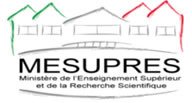 MESUPRES
Ministère de l'Enseignement Supérieur
et de la Recherche Scientifique